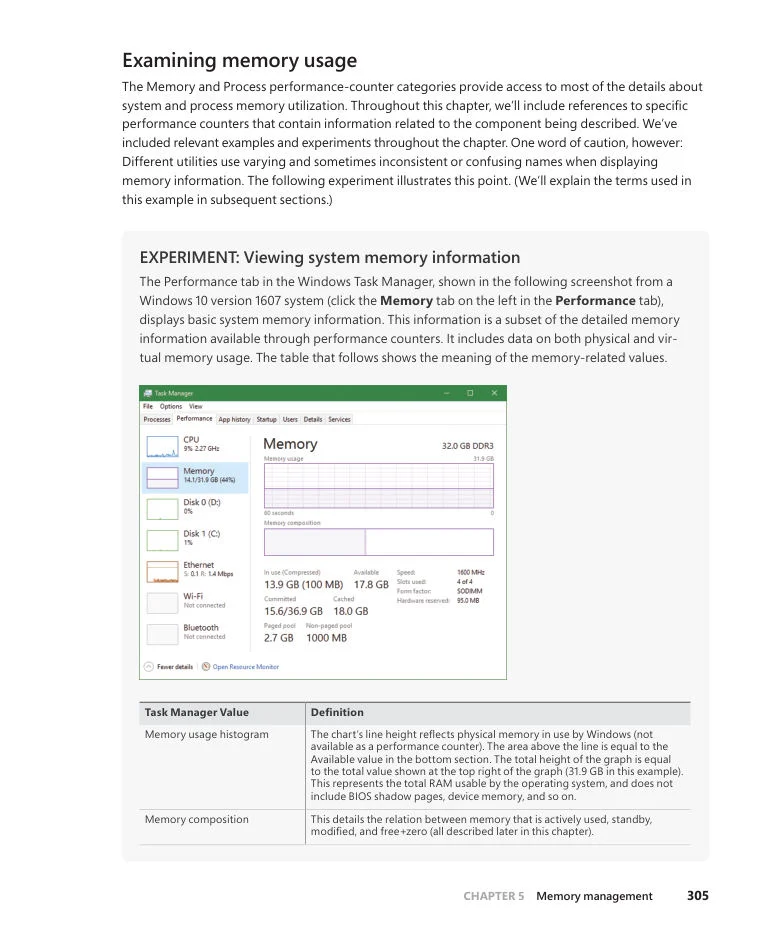 Examining memory usage
The Memory and Process performance-counter categories provide access to most of the details about
system and process memory utilization. Throughout this chapter, we’ll include references to specific
performance counters that contain information related to the component being described. We’ve
included relevant examples and experiments throughout the chapter. One word of caution, however:
Different utilities use varying and sometimes inconsistent or confusing names when displaying
memory information. The following experiment illustrates this point. (We’ll explain the terms used in
this example in subsequent sections.)
EXPERIMENT: Viewing system memory information
The Performance tab in the Windows Task Manager, shown in the following screenshot from a
Windows 10 version 1607 system (click the Memory tab on the left in the Performance tab),
displays basic system memory information. This information is a subset of the detailed memory
information available through performance counters. It includes data on both physical and vir-
tual memory usage. The table that follows shows the meaning of the memory-related values.
Task Manager
File Options View
Processes Performance App history Startup Users Details Services
CPU
9% 2.27 GHz
Memory
14.1/31.9 GB (44%)
Disk 0 (D:)
0%
Disk 1 (C:)
1%
Ethernet
S: 0.1 R: 1.4 Mbps
Wi-Fi
Not connected
Bluetooth
Not connected
Memory 32.0 GB DDR3
Memory usage 31.9 GB
60 seconds 0
Memory composition
In use (Compressed) Available
13.9 GB (100 MB) 17.8 GB
Committed Cached
15.6/36.9 GB 18.0 GB
Paged pool Non-paged pool
2.7 GB 1000 MB
Speed: 1600 MHz
Slots used: 4 of 4
Form factor: SODIMM
Hardware reserved: 95.0 MB
Fewer details Open Resource Monitor
Task Manager Value Definition
Memory usage histogram The chart’s line height reflects physical memory in use by Windows (not
available as a performance counter). The area above the line is equal to the
Available value in the bottom section. The total height of the graph is equal
to the total value shown at the top right of the graph (31.9 GB in this example).
This represents the total RAM usable by the operating system, and does not
include BIOS shadow pages, device memory, and so on.
Memory composition This details the relation between memory that is actively used, standby,
modified, and free+zero (all described later in this chapter).
CHAPTER 5 Memory management 305